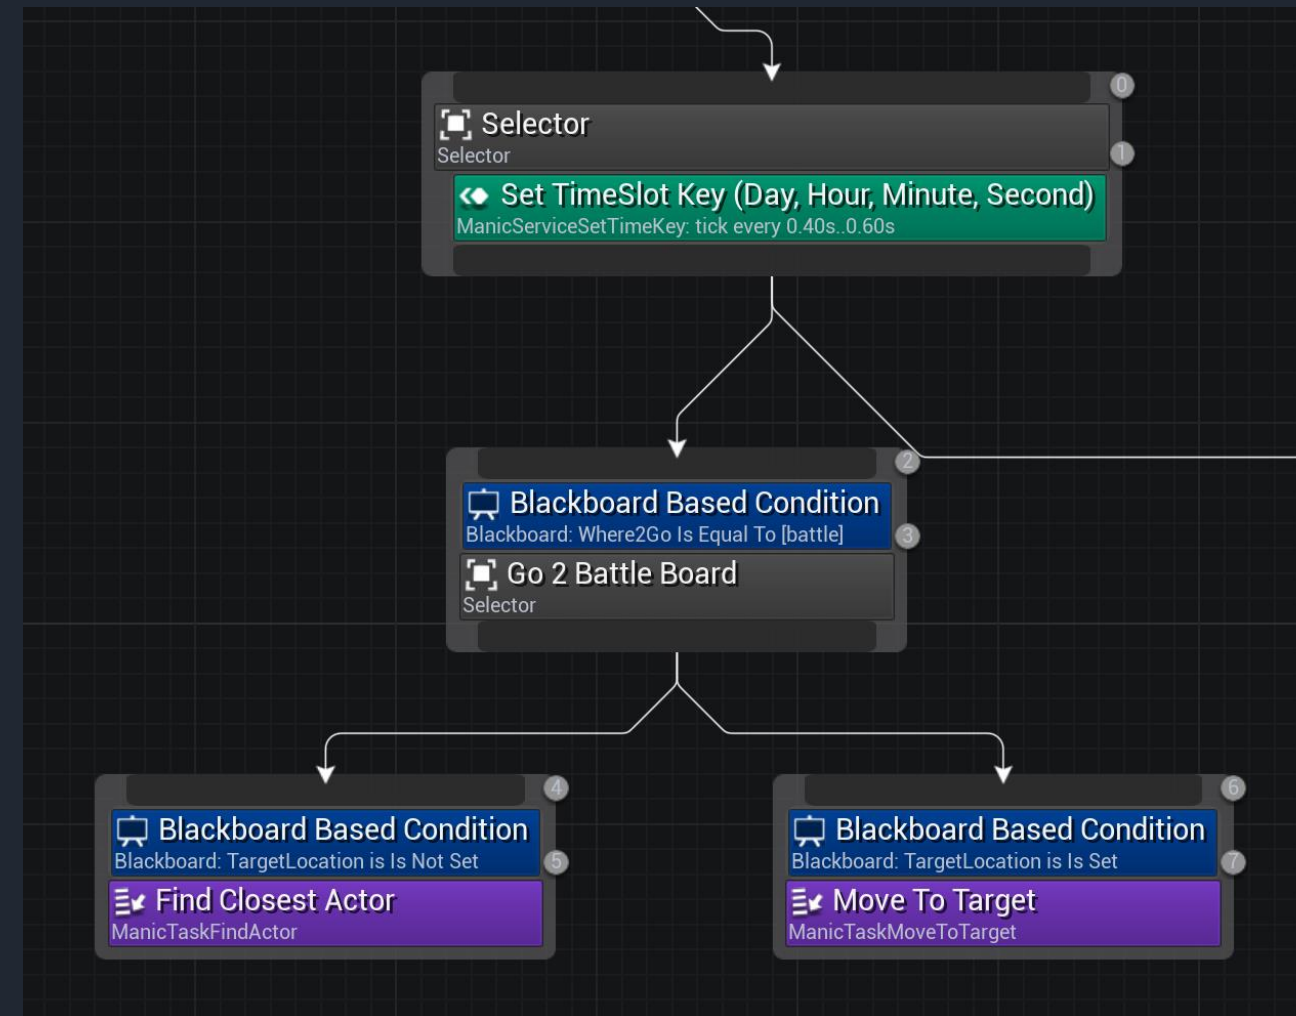 0
Selector
Selector
1
Set TimeSlot Key (Day, Hour, Minute, Second)
ManicServiceSetTimeKey: tick every 0.40s..0.60s
2
Blackboard Based Condition
Blackboard: Where2Go Is Equal To [battle]
3
Go 2 Battle Board
Selector
4
Blackboard Based Condition
Blackboard: TargetLocation is Is Not Set
5
Find Closest Actor
ManicTaskFindActor
6
Blackboard Based Condition
Blackboard: TargetLocation is Is Set
7
Move To Target
ManicTaskMoveToTarget